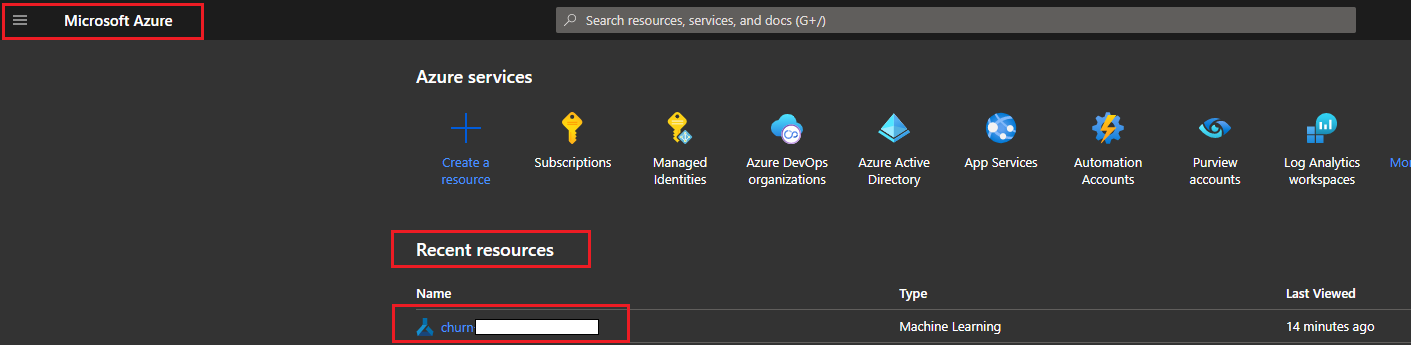 Microsoft Azure
Search resources, services, and docs (G+/)
Azure services
Create a
resource
Subscriptions
Managed
Identities
Azure DevOps
organizations
Azure Active
Directory
App Services
Automation
Accounts
Purview
accounts
Log Analytics
workspaces
Recent resources
Name Type Last Viewed
churn Machine Learning 14 minutes ago